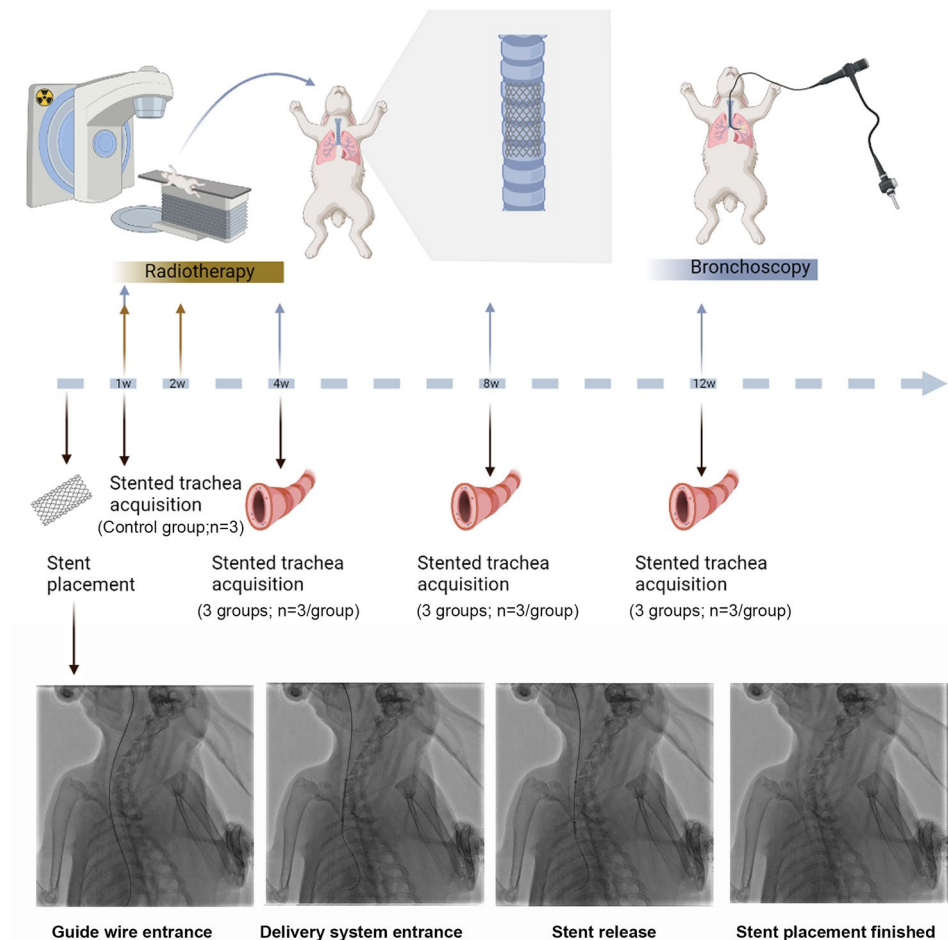 Radiotherapy
Bronchoscopy
1w
2w
4w
8w
12w
Stented trachea
acquisition
(Control group;n=3)
Stent
placement
Stented trachea
acquisition
(3 groups; n=3/group)
Stented trachea
acquisition
(3 groups; n=3/group)
Stented trachea
acquisition
(3 groups; n=3/group)
Guide wire entrance
Delivery system entrance
Stent release
Stent placement finished